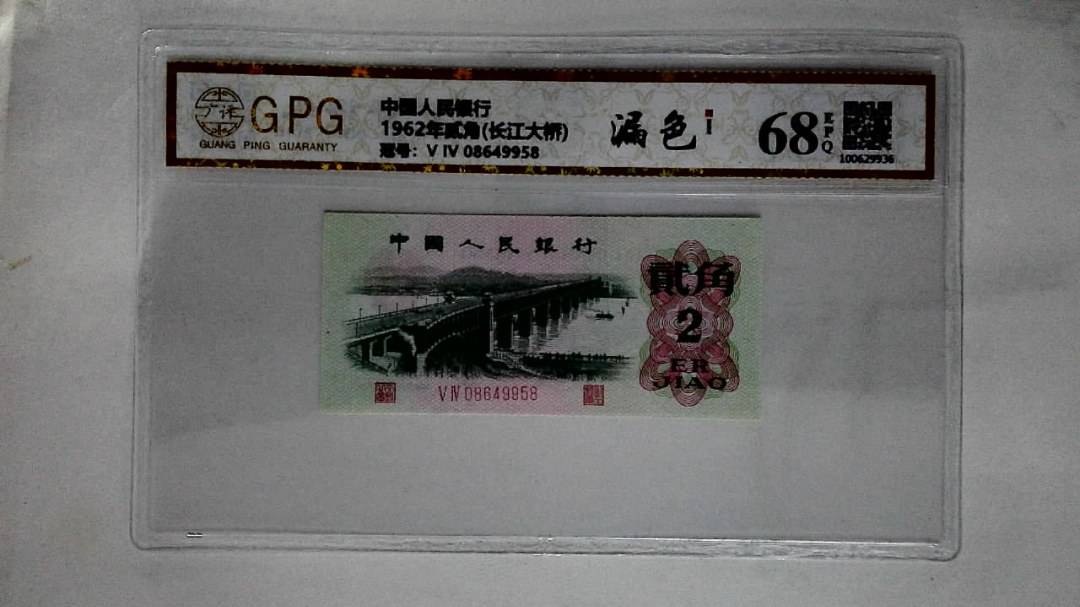 GPG
GUANG PING GUARANTY
中國人民银行
1962年贰角(长江大桥)
冠号: V IV 08649958
漏色
68
EPQ
100629936
中國人民銀行
貳角
2
ER
JIAO
V IV 08649958